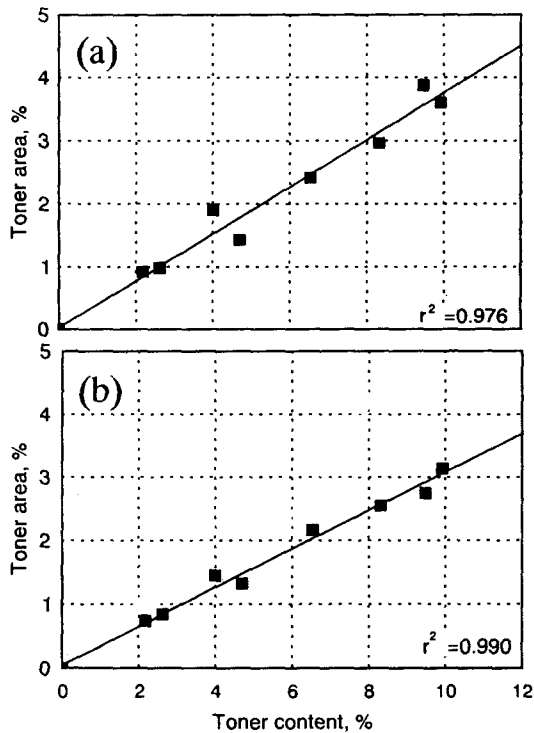 5
(a)
4
Toner area, %
3
2
1
r² =0.976
0
5
(b)
4
Toner area, %
3
2
1
r² =0.990
0
0 2 4 6 8 10 12
Toner content, %